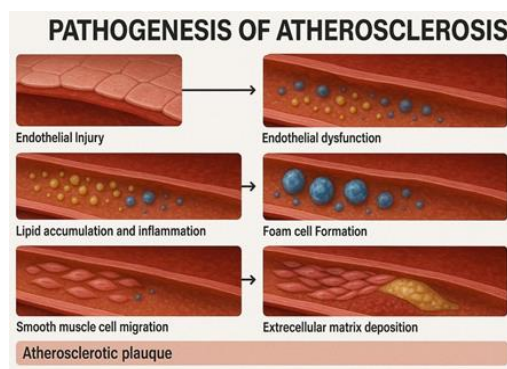 PATHOGENESIS OF ATHEROSCLEROSIS
Endothelial Injury
Endothelial dysfunction
Lipid accumulation and inflammation
Foam cell Formation
Smooth muscle cell migration
Extrecellular matrix deposition
Atherosclerotic plauque